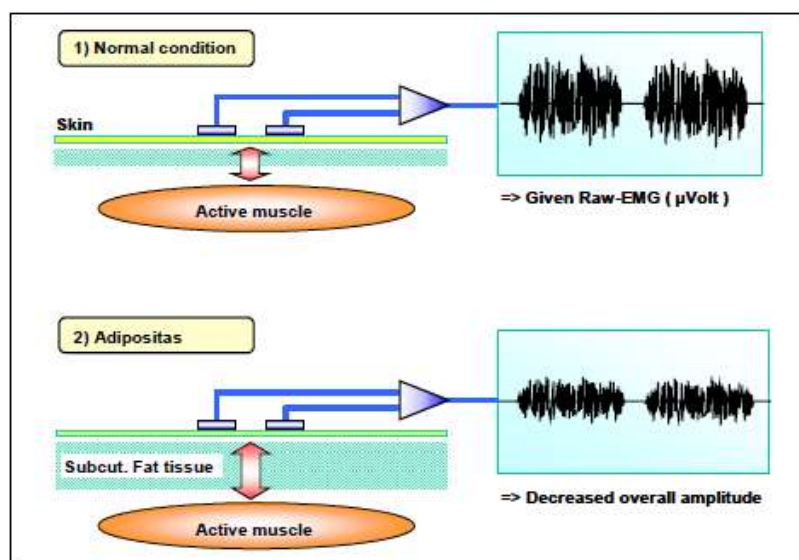 1) Normal condition
Skin
Active muscle
=> Given Raw-EMG ( µVolt )
2) Adipositas
Subcut. Fat tissue
Active muscle
=> Decreased overall amplitude